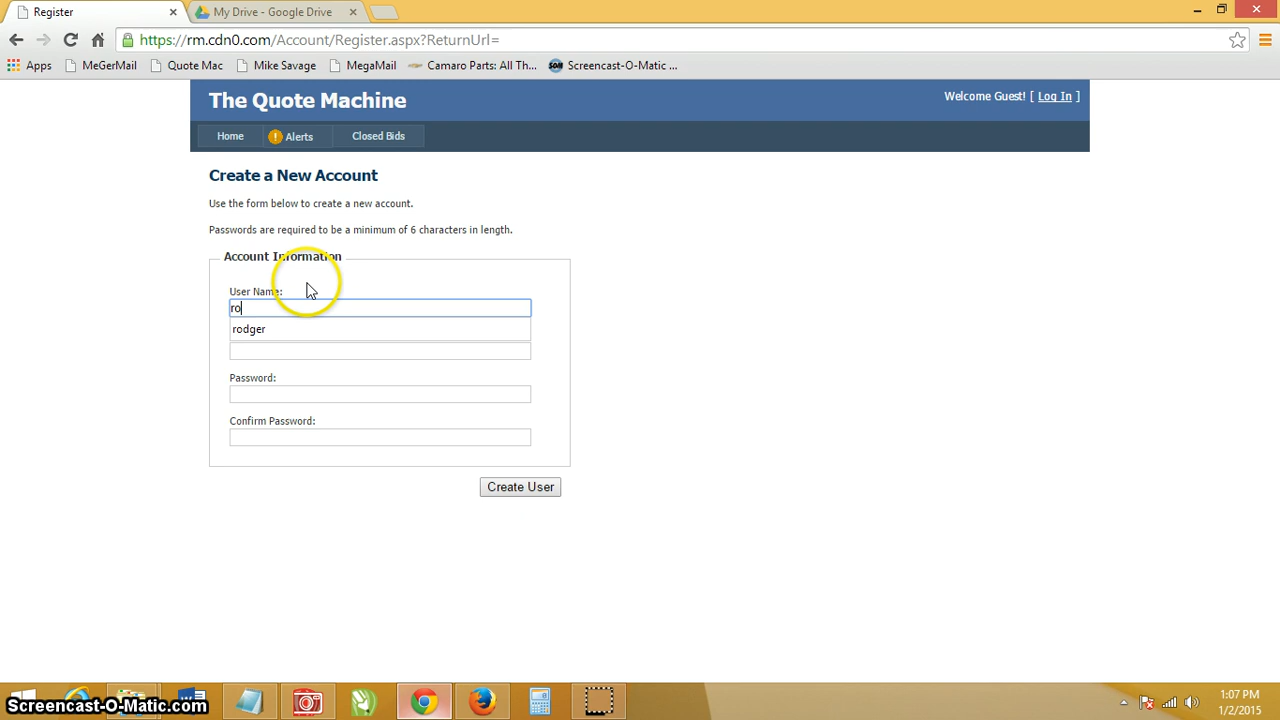 Register
My Drive - Google Drive
https://rm.cdn0.com/Account/Register.aspx?ReturnUrl=
Apps MeGerMail Quote Mac Mike Savage MegaMail Camaro Parts: All Th... Screencast-O-Matic ...
The Quote Machine
Welcome Guest! [ Log In ]
Home Alerts Closed Bids
Create a New Account
Use the form below to create a new account.
Passwords are required to be a minimum of 6 characters in length.
Account Information
User Name:
ro
rodger
Password:
Confirm Password:
Create User
Screencast-O-Matic.com
1:07 PM
1/2/2015